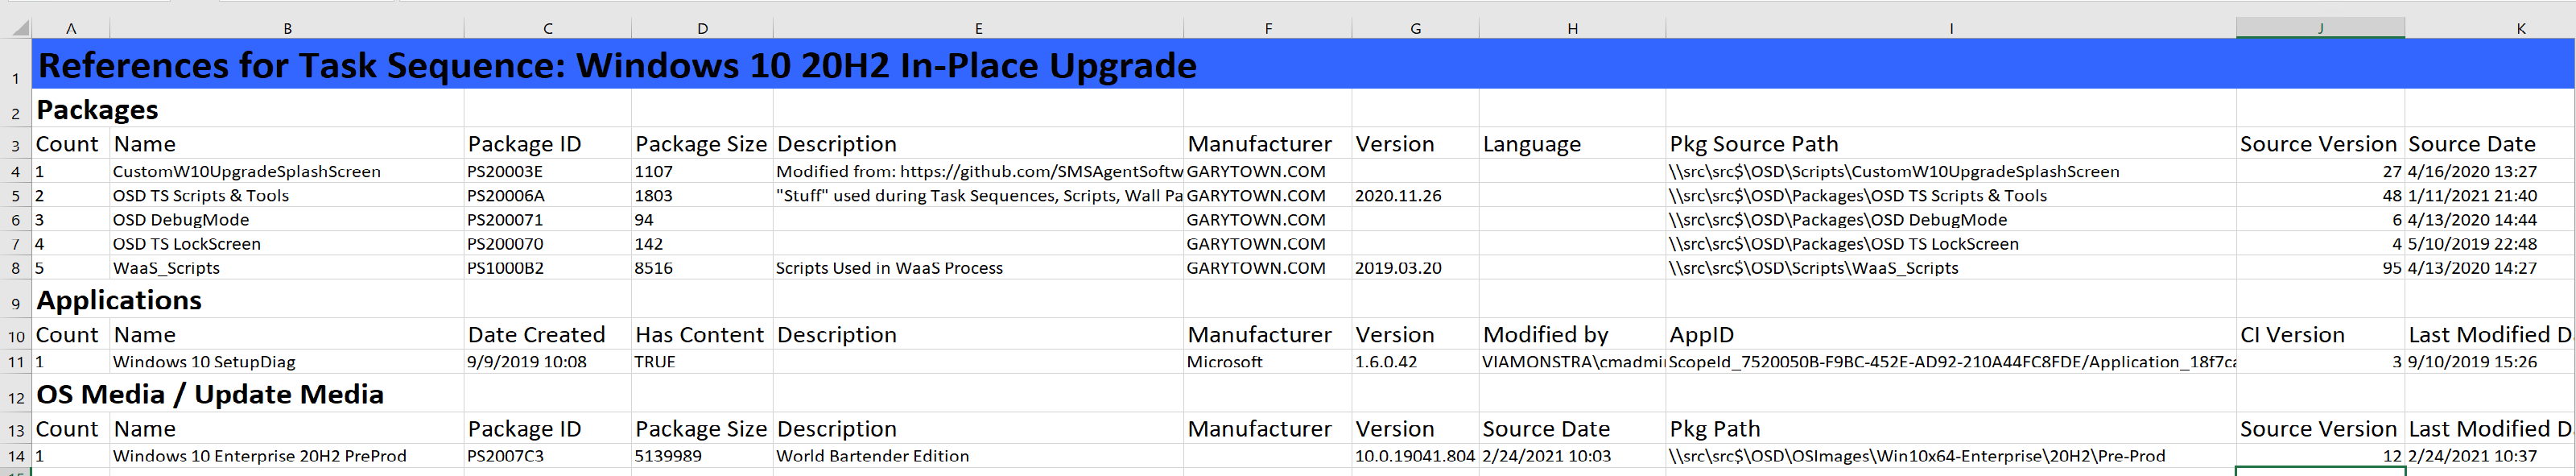 A B C D E F G H I J K
1 References for Task Sequence: Windows 10 20H2 In-Place Upgrade
2 Packages
3 Count Name Package ID Package Size Description Manufacturer Version Language Pkg Source Path Source Version Source Date
4 1 CustomW10UpgradeSplashScreen PS20003E 1107 Modified from: https://github.com/SMSAgentSoftw GARYTOWN.COM \\src\src$\OSD\Scripts\CustomW10UpgradeSplashScreen 27 4/16/2020 13:27
5 2 OSD TS Scripts & Tools PS20006A 1803 "Stuff" used during Task Sequences, Scripts, Wall Pa GARYTOWN.COM 2020.11.26 \\src\src$\OSD\Packages\OSD TS Scripts & Tools 48 1/11/2021 21:40
6 3 OSD DebugMode PS200071 94 GARYTOWN.COM \\src\src$\OSD\Packages\OSD DebugMode 6 4/13/2020 14:44
7 4 OSD TS LockScreen PS200070 142 GARYTOWN.COM \\src\src$\OSD\Packages\OSD TS LockScreen 4 5/10/2019 22:48
8 5 WaaS_Scripts PS1000B2 8516 Scripts Used in WaaS Process GARYTOWN.COM 2019.03.20 \\src\src$\OSD\Scripts\WaaS_Scripts 95 4/13/2020 14:27
9 Applications
10 Count Name Date Created Has Content Description Manufacturer Version Modified by AppID CI Version Last Modified D
11 1 Windows 10 SetupDiag 9/9/2019 10:08 TRUE Microsoft 1.6.0.42 VIAMONSTRA\cmadmi ScopeId_7520050B-F9BC-452E-AD92-210A44FC8FDE/Application_18f7ca 3 9/10/2019 15:26
12 OS Media / Update Media
13 Count Name Package ID Package Size Description Manufacturer Version Source Date Pkg Path Source Version Last Modified D
14 1 Windows 10 Enterprise 20H2 PreProd PS2007C3 5139989 World Bartender Edition 10.0.19041.804 2/24/2021 10:03 \\src\src$\OSD\OSImages\Win10x64-Enterprise\20H2\Pre-Prod 12 2/24/2021 10:37